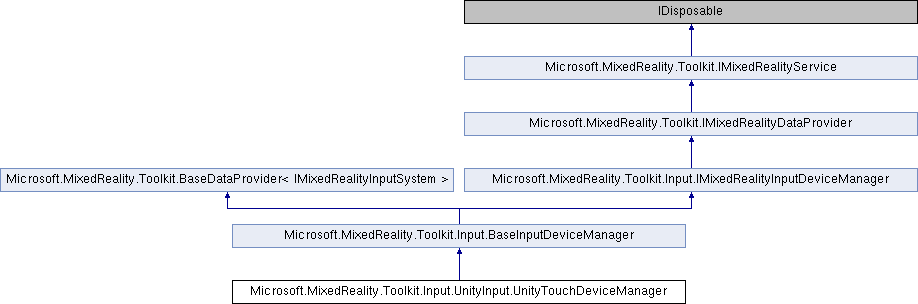 IDisposable
Microsoft.MixedReality.Toolkit.IMixedRealityService
Microsoft.MixedReality.Toolkit.IMixedRealityDataProvider
Microsoft.MixedReality.Toolkit.BaseDataProvider< IMixedRealityInputSystem >
Microsoft.MixedReality.Toolkit.Input.IMixedRealityInputDeviceManager
Microsoft.MixedReality.Toolkit.Input.BaseInputDeviceManager
Microsoft.MixedReality.Toolkit.Input.UnityInput.UnityTouchDeviceManager